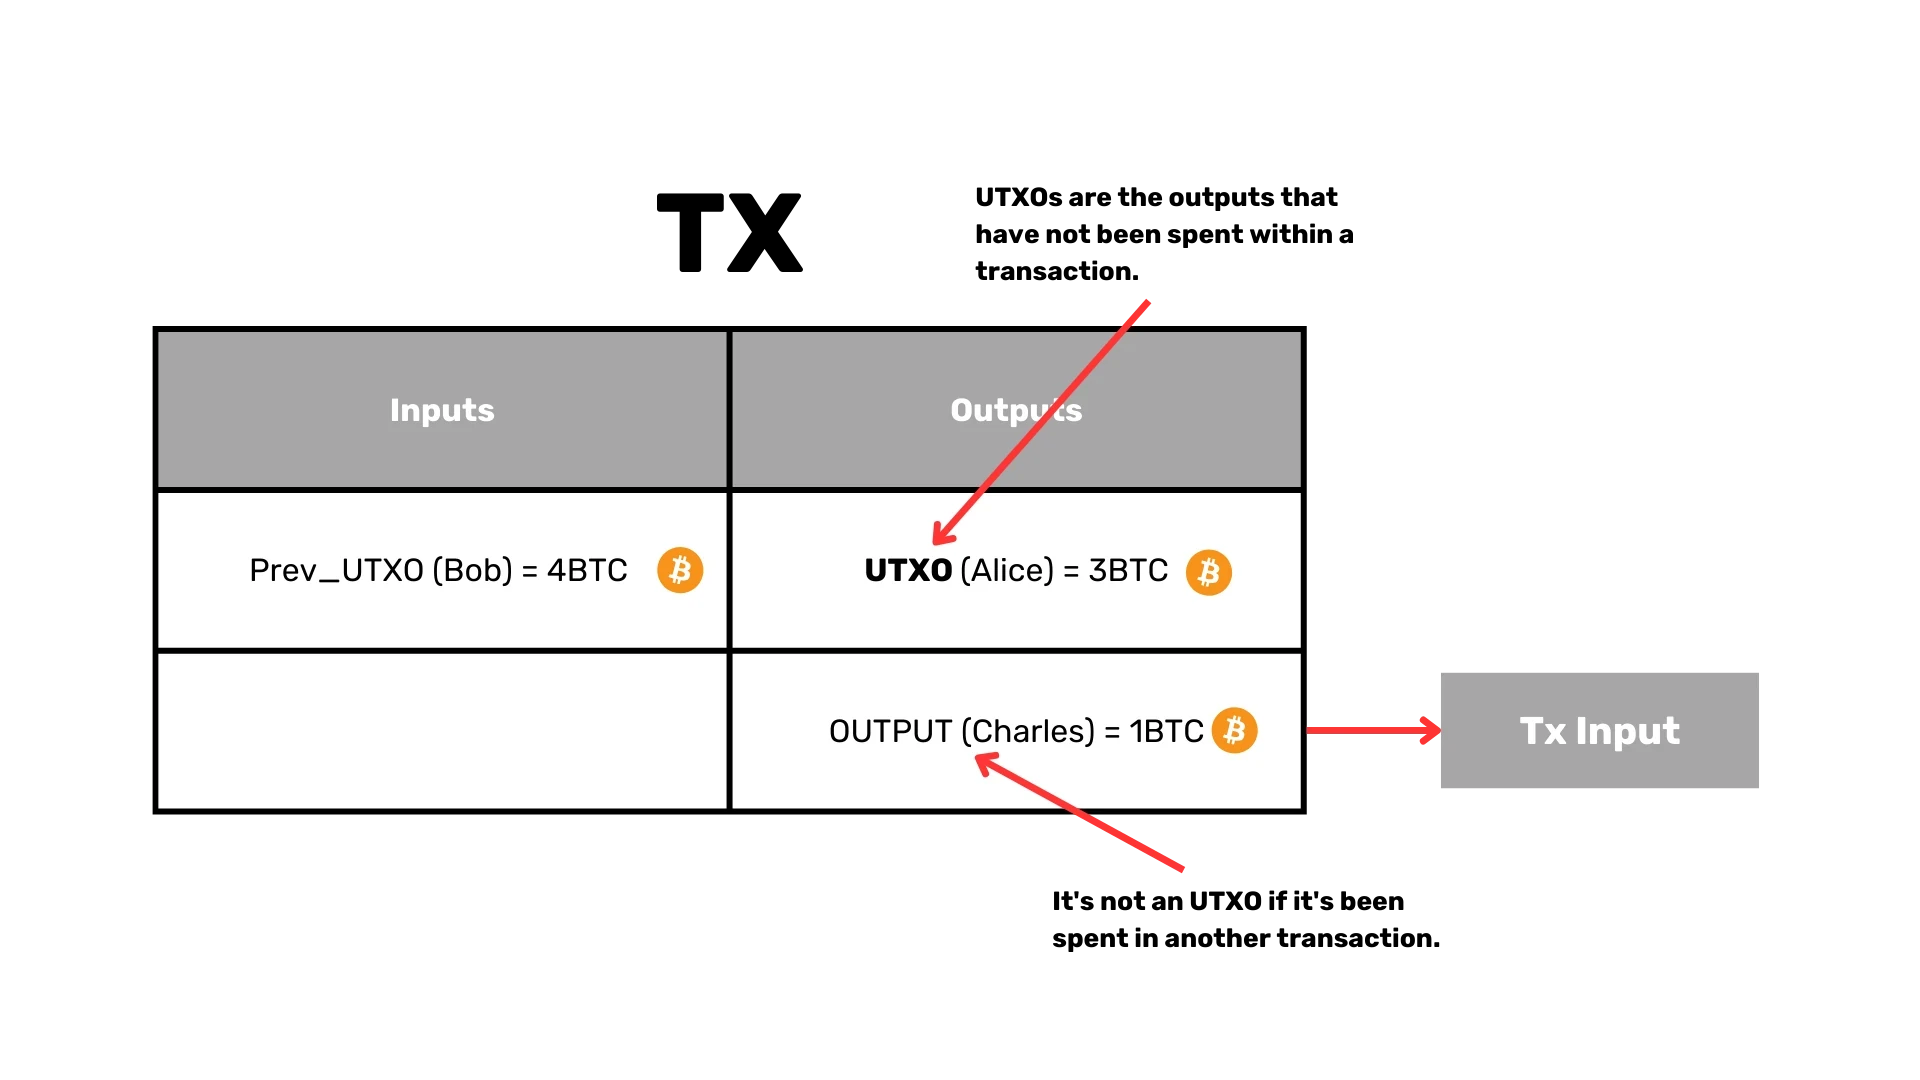 TX
UTXOs are the outputs that
have not been spent within a
transaction.
Inputs
Outputs
Prev_UTXO (Bob) = 4BTC
UTXO (Alice) = 3BTC
OUTPUT (Charles) = 1BTC
Tx Input
It's not an UTXO if it's been
spent in another transaction.